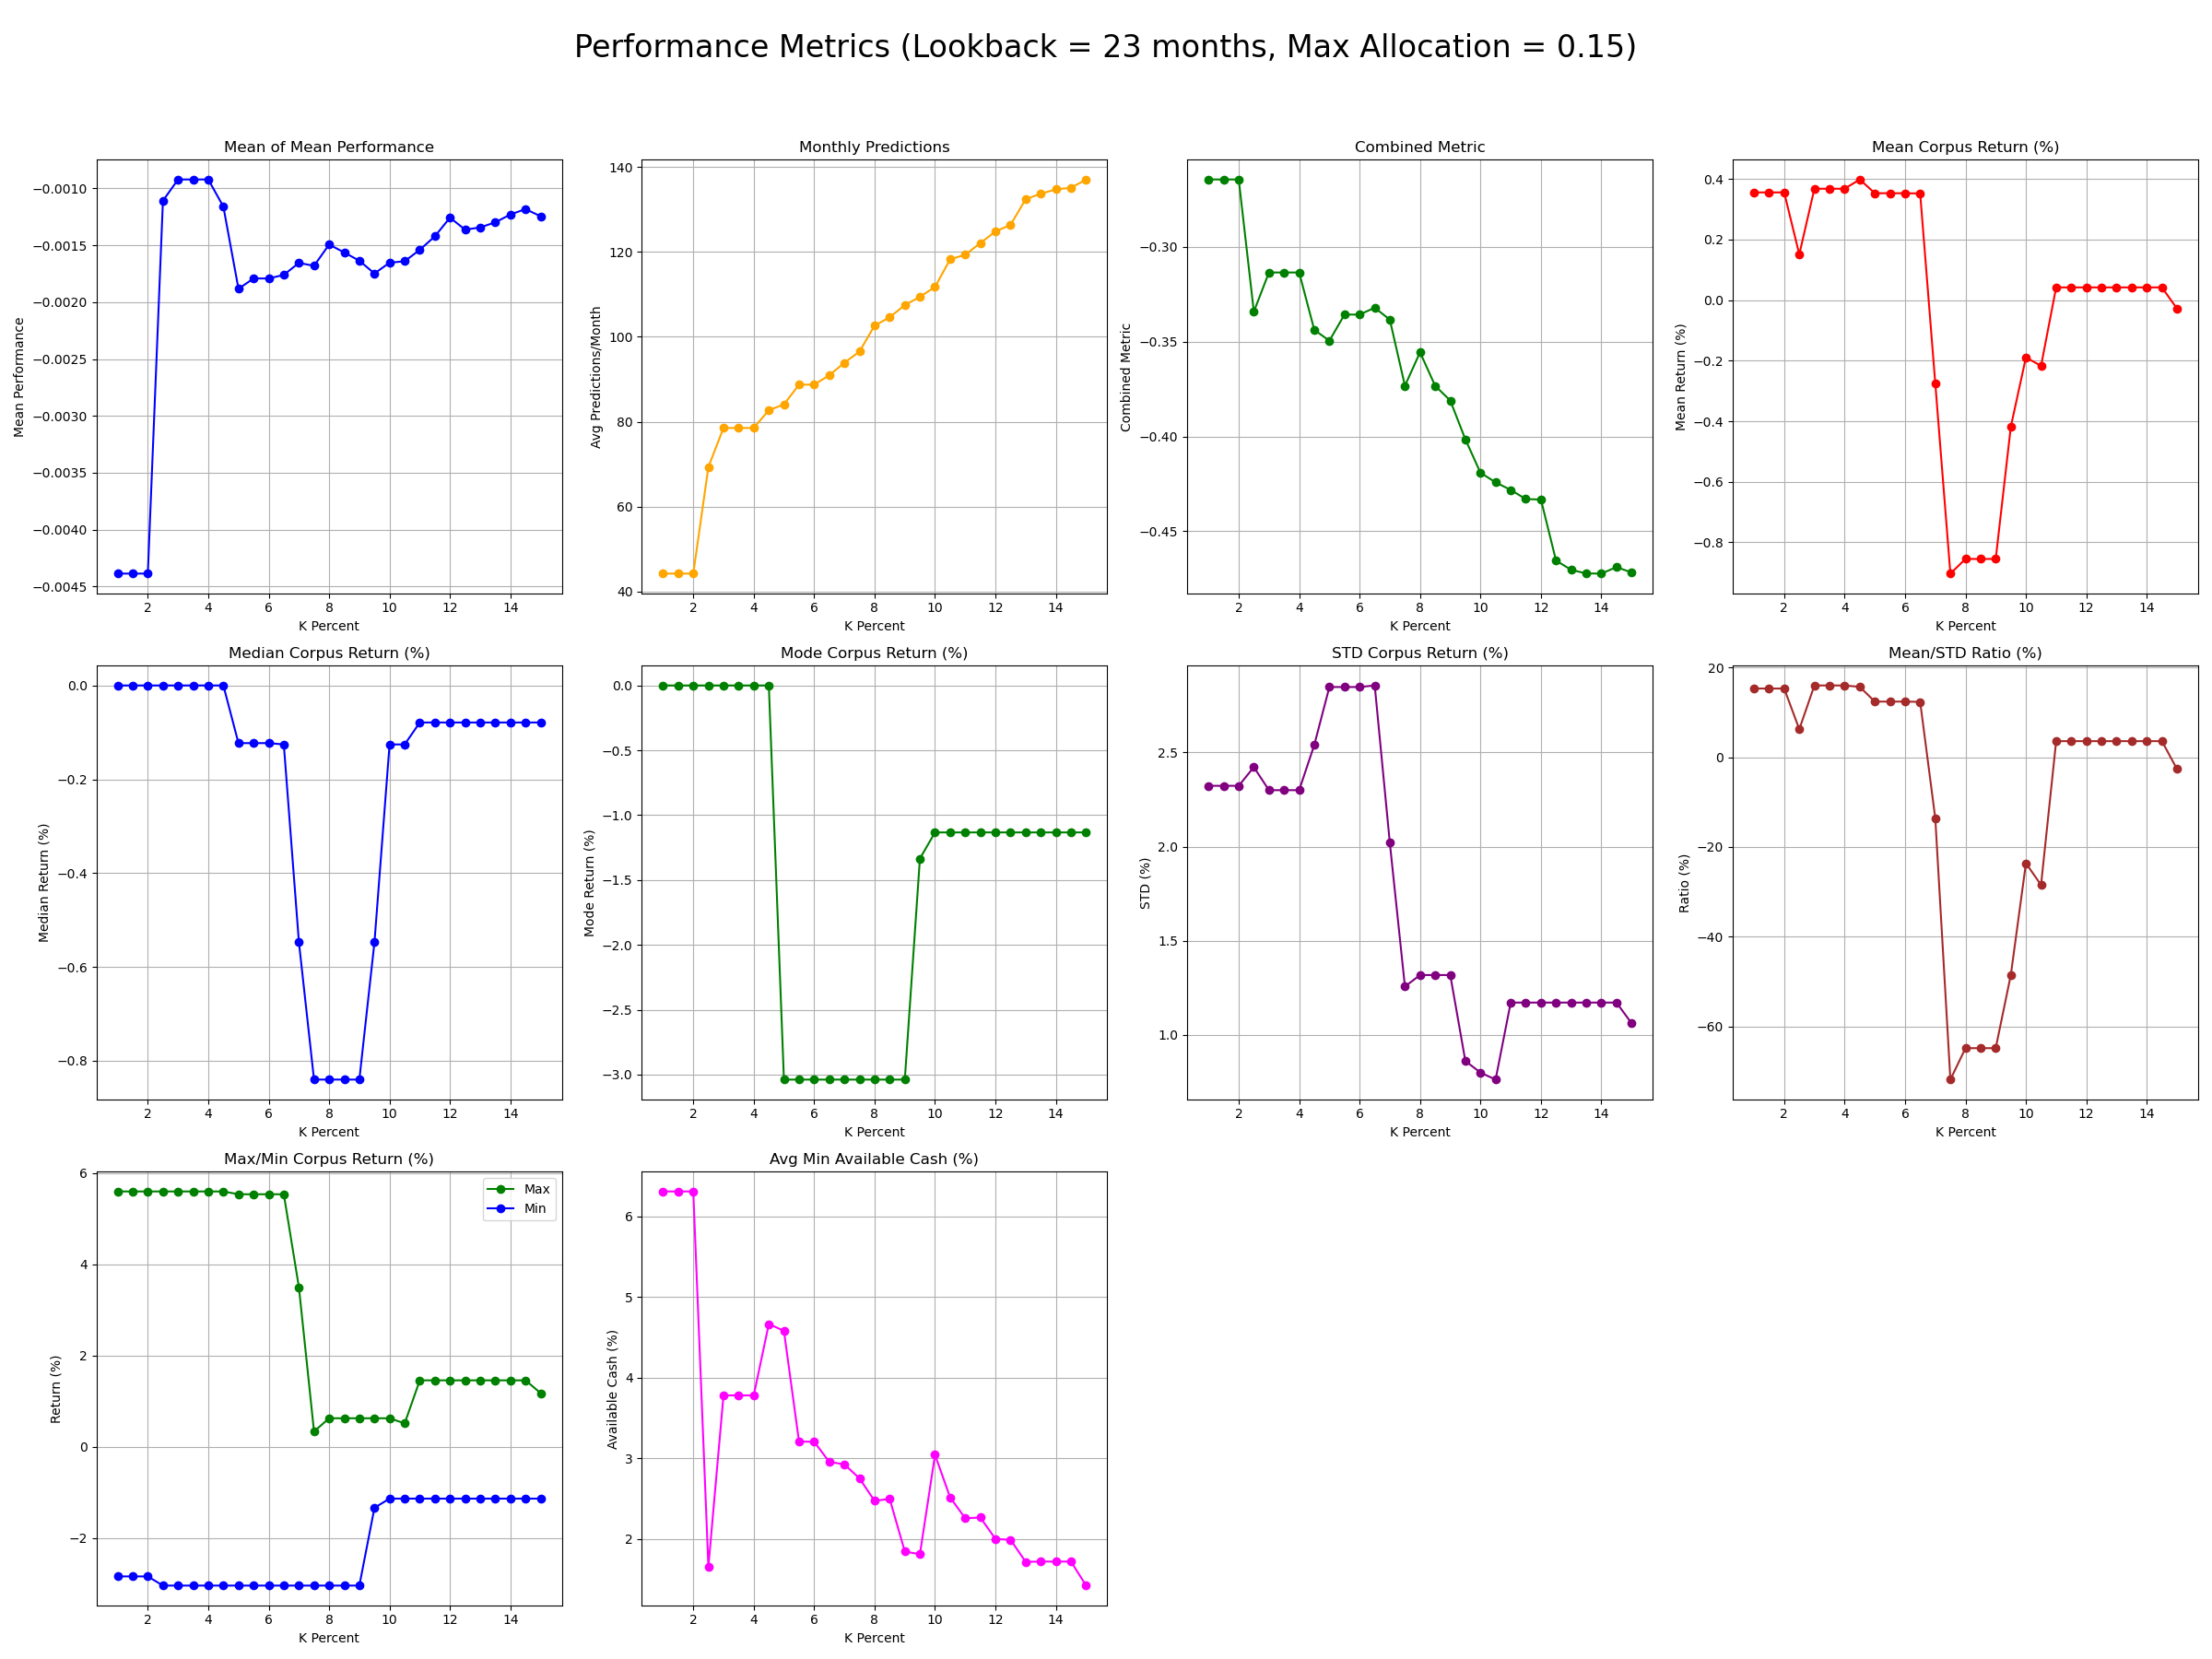 Performance Metrics (Lookback = 23 months, Max Allocation = 0.15)
Mean of Mean Performance
Mean Performance
−0.0010
−0.0015
−0.0020
−0.0025
−0.0030
−0.0035
−0.0040
−0.0045
2 4 6 8 10 12 14
K Percent
Monthly Predictions
Avg Predictions/Month
140
120
100
80
60
40
2 4 6 8 10 12 14
K Percent
Combined Metric
Combined Metric
−0.30
−0.35
−0.40
−0.45
2 4 6 8 10 12 14
K Percent
Mean Corpus Return (%)
Mean Return (%)
0.4
0.2
0.0
−0.2
−0.4
−0.6
−0.8
2 4 6 8 10 12 14
K Percent
Median Corpus Return (%)
Median Return (%)
0.0
−0.2
−0.4
−0.6
−0.8
2 4 6 8 10 12 14
K Percent
Mode Corpus Return (%)
Mode Return (%)
0.0
−0.5
−1.0
−1.5
−2.0
−2.5
−3.0
2 4 6 8 10 12 14
K Percent
STD Corpus Return (%)
STD (%)
2.5
2.0
1.5
1.0
2 4 6 8 10 12 14
K Percent
Mean/STD Ratio (%)
Ratio (%)
20
0
−20
−40
−60
2 4 6 8 10 12 14
K Percent
Max/Min Corpus Return (%)
Return (%)
6
4
2
0
−2
Max
Min
2 4 6 8 10 12 14
K Percent
Avg Min Available Cash (%)
Available Cash (%)
6
5
4
3
2
2 4 6 8 10 12 14
K Percent